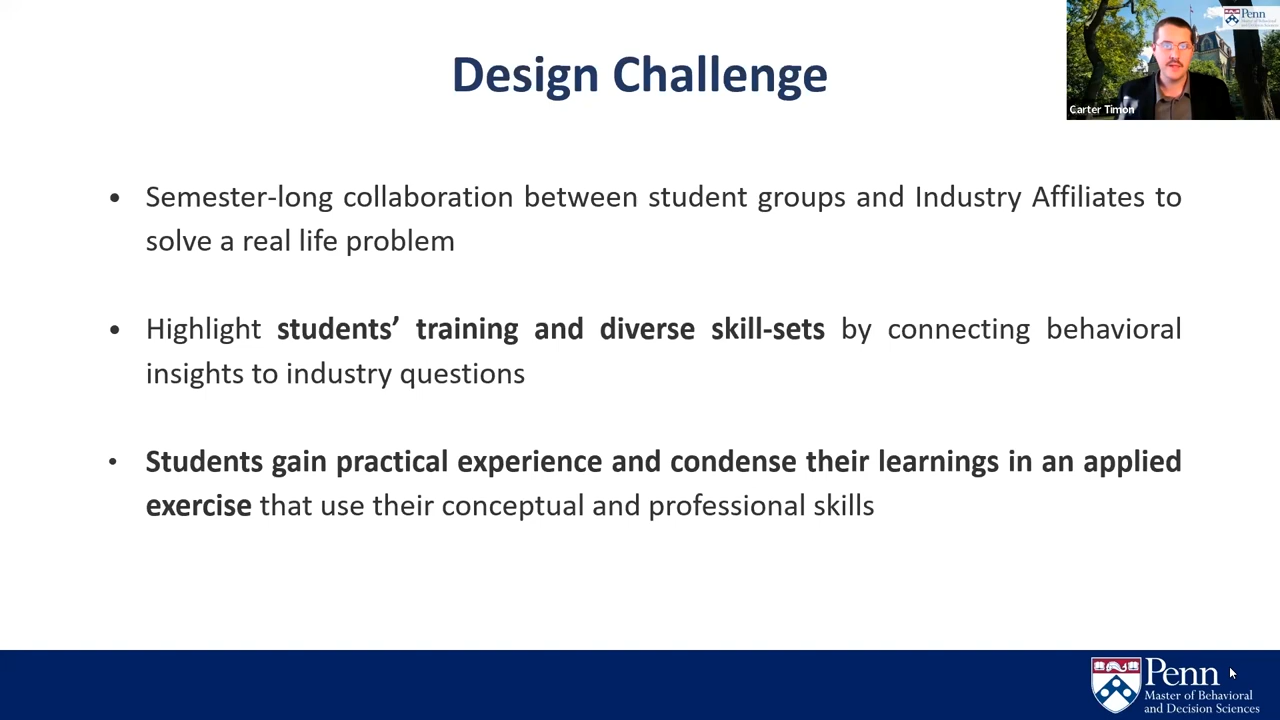 Design Challenge
Penn
Carter Timon
• Semester-long collaboration between student groups and Industry Affiliates to
solve a real life problem
• Highlight students’ training and diverse skill-sets by connecting behavioral
insights to industry questions
• Students gain practical experience and condense their learnings in an applied
exercise that use their conceptual and professional skills
Penn
Master of Behavioral
and Decision Sciences